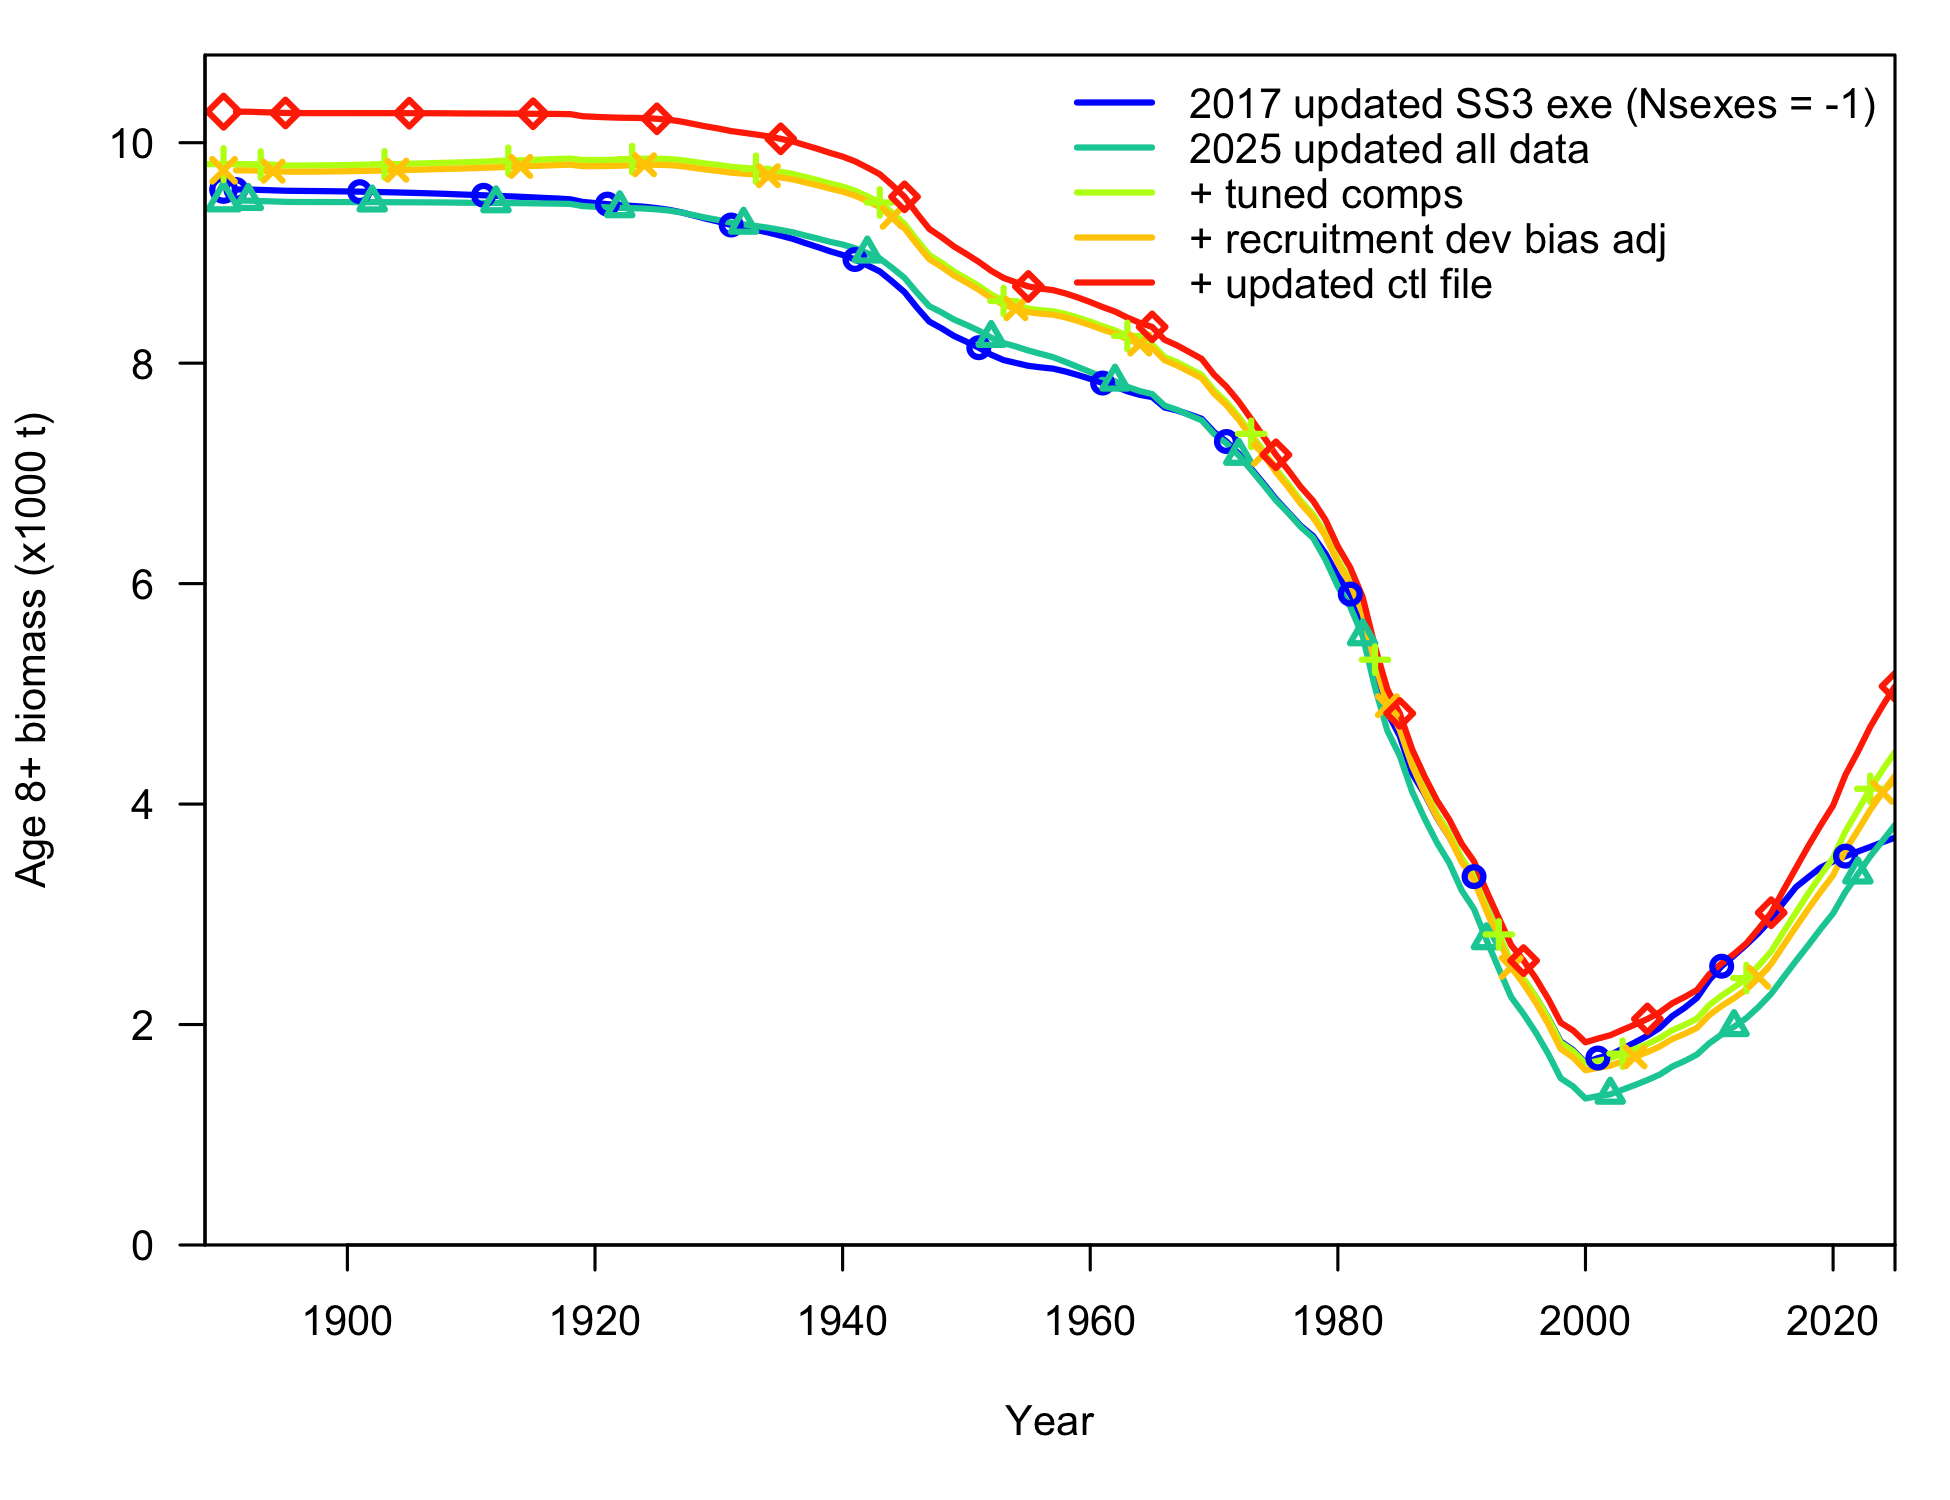 2017 updated SS3 exe (Nsexes = -1)
2025 updated all data
+ tuned comps
+ recruitment dev bias adj
+ updated ctl file
Age 8+ biomass (x1000 t)
10
8
6
4
2
0
1900 1920 1940 1960 1980 2000 2020
Year